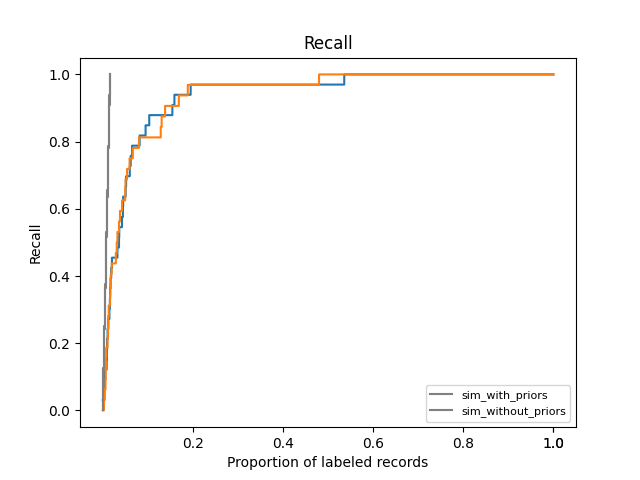 Recall
1.0
0.8
0.6
0.4
0.2
0.0
Recall
0.2 0.4 0.6 0.8 1.0 1.0
Proportion of labeled records
sim_with_priors
sim_without_priors